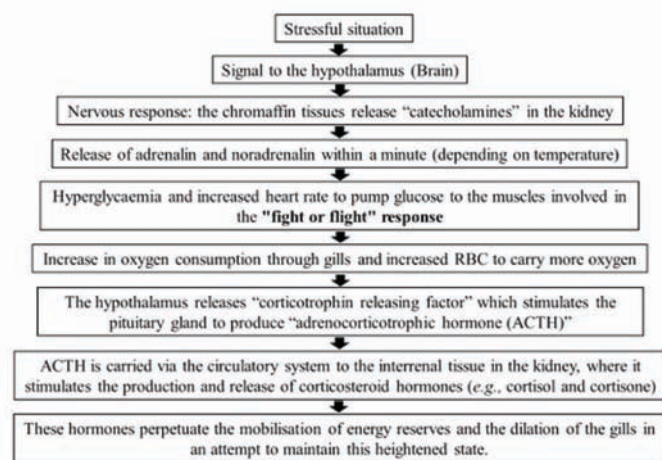 Stressful situation
Signal to the hypothalamus (Brain)
Nervous response: the chromaffin tissues release “catecholamines” in the kidney
Release of adrenalin and noradrenalin within a minute (depending on temperature)
Hyperglycaemia and increased heart rate to pump glucose to the muscles involved in
the "fight or flight" response
Increase in oxygen consumption through gills and increased RBC to carry more oxygen
The hypothalamus releases “corticotrophin releasing factor” which stimulates the
pituitary gland to produce “adrenocorticotrophic hormone (ACTH)”
ACTH is carried via the circulatory system to the interrenal tissue in the kidney, where it
stimulates the production and release of corticosteroid hormones (e.g., cortisol and cortisone)
These hormones perpetuate the mobilisation of energy reserves and the dilation of the gills in
an attempt to maintain this heightened state.